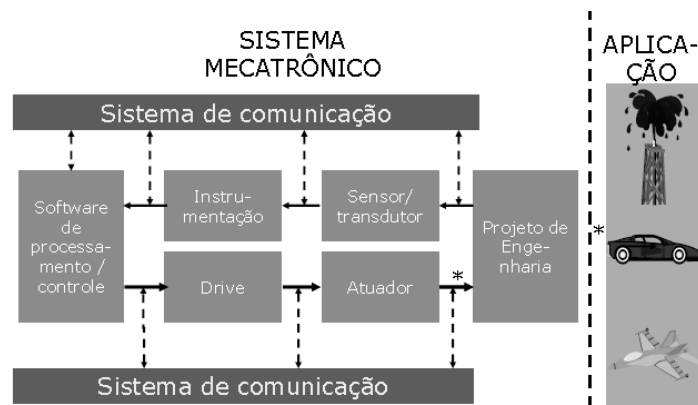 SISTEMA
MECATRÔNICO
APLICA-
ÇÃO
Sistema de comunicação
Software
de
processa-
mento /
controle
Instru-
mentação
Sensor/
transdutor
Projeto de
Enge-
nharia
*
Drive
Atuador
*
Sistema de comunicação